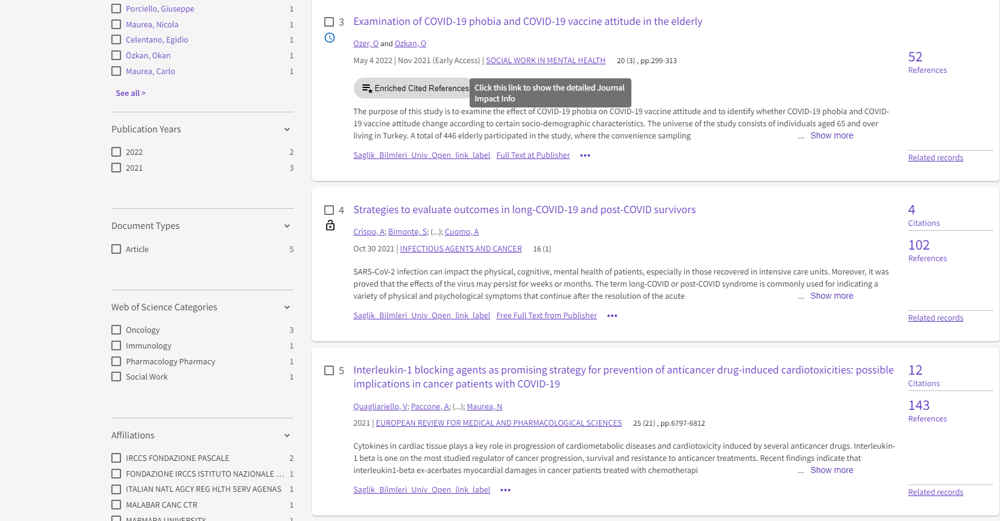 Porciello, Giuseppe 1
Maurea, Nicola 1
Celentano, Egidio 1
Özkan, Okan 1
Maurea, Carlo 1
See all >
Publication Years
2022 2
2021 3
Document Types
Article 5
Web of Science Categories
Oncology 3
Immunology 1
Pharmacology Pharmacy 1
Social Work 1
Affiliations
IRCCS FONDAZIONE PASCALE 2
FONDAZIONE IRCCS ISTITUTO NAZIONALE ... 1
ITALIAN NATL AGCY REG HLTH SERV AGENAS 1
MALABAR CANC CTR 1
MARMARA UNIVERSITY 1
3 Examination of COVID-19 phobia and COVID-19 vaccine attitude in the elderly
Ozer, O and Ozkan, O
May 4 2022 | Nov 2021 (Early Access) | SOCIAL WORK IN MENTAL HEALTH 20 (3) , pp.299-313
Enriched Cited References
Click this link to show the detailed Journal
Impact Info
The purpose of this study is to examine the effect of COVID-19 phobia on COVID-19 vaccine attitude and to identify whether COVID-19 phobia and COVID-
19 vaccine attitude change according to certain socio-demographic characteristics. The universe of the study consists of individuals aged 65 and over
living in Turkey. A total of 446 elderly participated in the study, where the convenience sampling ... Show more
Saglik_Bilmleri_Univ_Open_link_label Full Text at Publisher •••
52
References
Related records
4 Strategies to evaluate outcomes in long-COVID-19 and post-COVID survivors
Crispo, A; Bimonte, S; (...); Cuomo, A
Oct 30 2021 | INFECTIOUS AGENTS AND CANCER 16 (1)
SARS-CoV-2 infection can impact the physical, cognitive, mental health of patients, especially in those recovered in intensive care units. Moreover, it was
proved that the effects of the virus may persist for weeks or months. The term long-COVID or post-COVID syndrome is commonly used for indicating a
variety of physical and psychological symptoms that continue after the resolution of the acute ... Show more
Saglik_Bilmleri_Univ_Open_link_label Free Full Text from Publisher •••
4
Citations
102
References
Related records
5 Interleukin-1 blocking agents as promising strategy for prevention of anticancer drug-induced cardiotoxicities: possible
implications in cancer patients with COVID-19
Quagliariello, V; Paccone, A; (...); Maurea, N
2021 | EUROPEAN REVIEW FOR MEDICAL AND PHARMACOLOGICAL SCIENCES 25 (21) , pp.6797-6812
Cytokines in cardiac tissue plays a key role in progression of cardiometabolic diseases and cardiotoxicity induced by several anticancer drugs. Interleukin-
1 beta is one on the most studied regulator of cancer progression, survival and resistance to anticancer treatments. Recent findings indicate that
interleukin1-beta ex-acerbates myocardial damages in cancer patients treated with chemotherapi ... Show more
Saglik_Bilmleri_Univ_Open_link_label •••
12
Citations
143
References
Related records